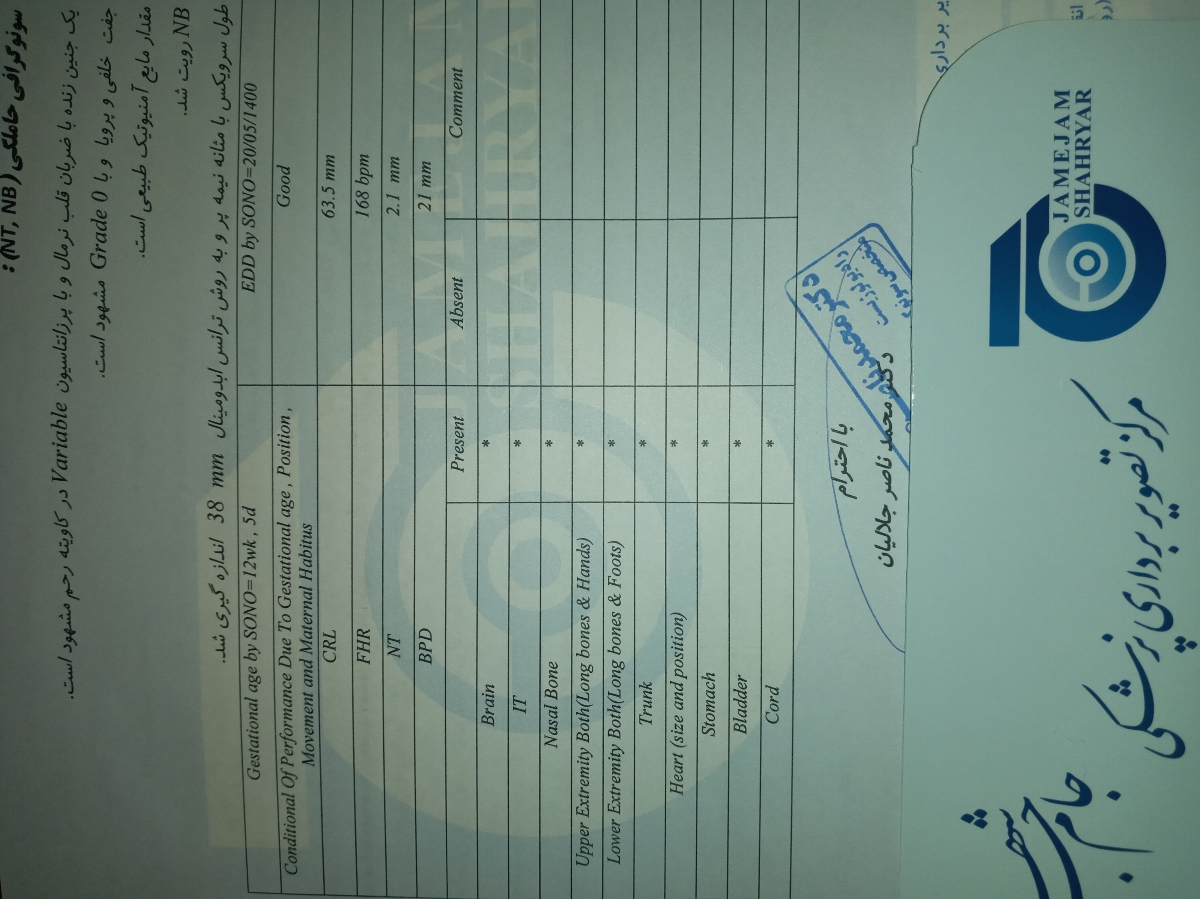 سونوگرافی حاملگی (NT, NB) :
یک جنین زنده با ضربان قلب نرمال و با پرزانتاسیون Variable در کاویته رحم مشهود است.
جفت خلفی و پرویا و با Grade 0 مشهود است.
مقدار مایع آمنیوتیک طبیعی است.
NB رویت شد.
طول سرویکس با مثانه نیمه پر و به روش ترانس ابدومینال 38 mm اندازه گیری شد.
Gestational age by SONO=12wk , 5d EDD by SONO=20/05/1400
Conditional Of Performance Due To Gestational age , Position , Good
Movement and Maternal Habitus
CRL 63.5 mm
FHR 168 bpm
NT 2.1 mm
BPD 21 mm
Present Absent Comment
Brain *
IT *
Nasal Bone *
Upper Extremity Both(Long bones & Hands) *
Lower Extremity Both(Long bones & Foots) *
Trunk *
Heart (size and position) *
Stomach *
Bladder *
Cord *
با احترام
دکتر محمد ناصر جلالیان
JAMEJAM
SHAHRYAR
مرکز تصویر برداری پزشکی
جام جم